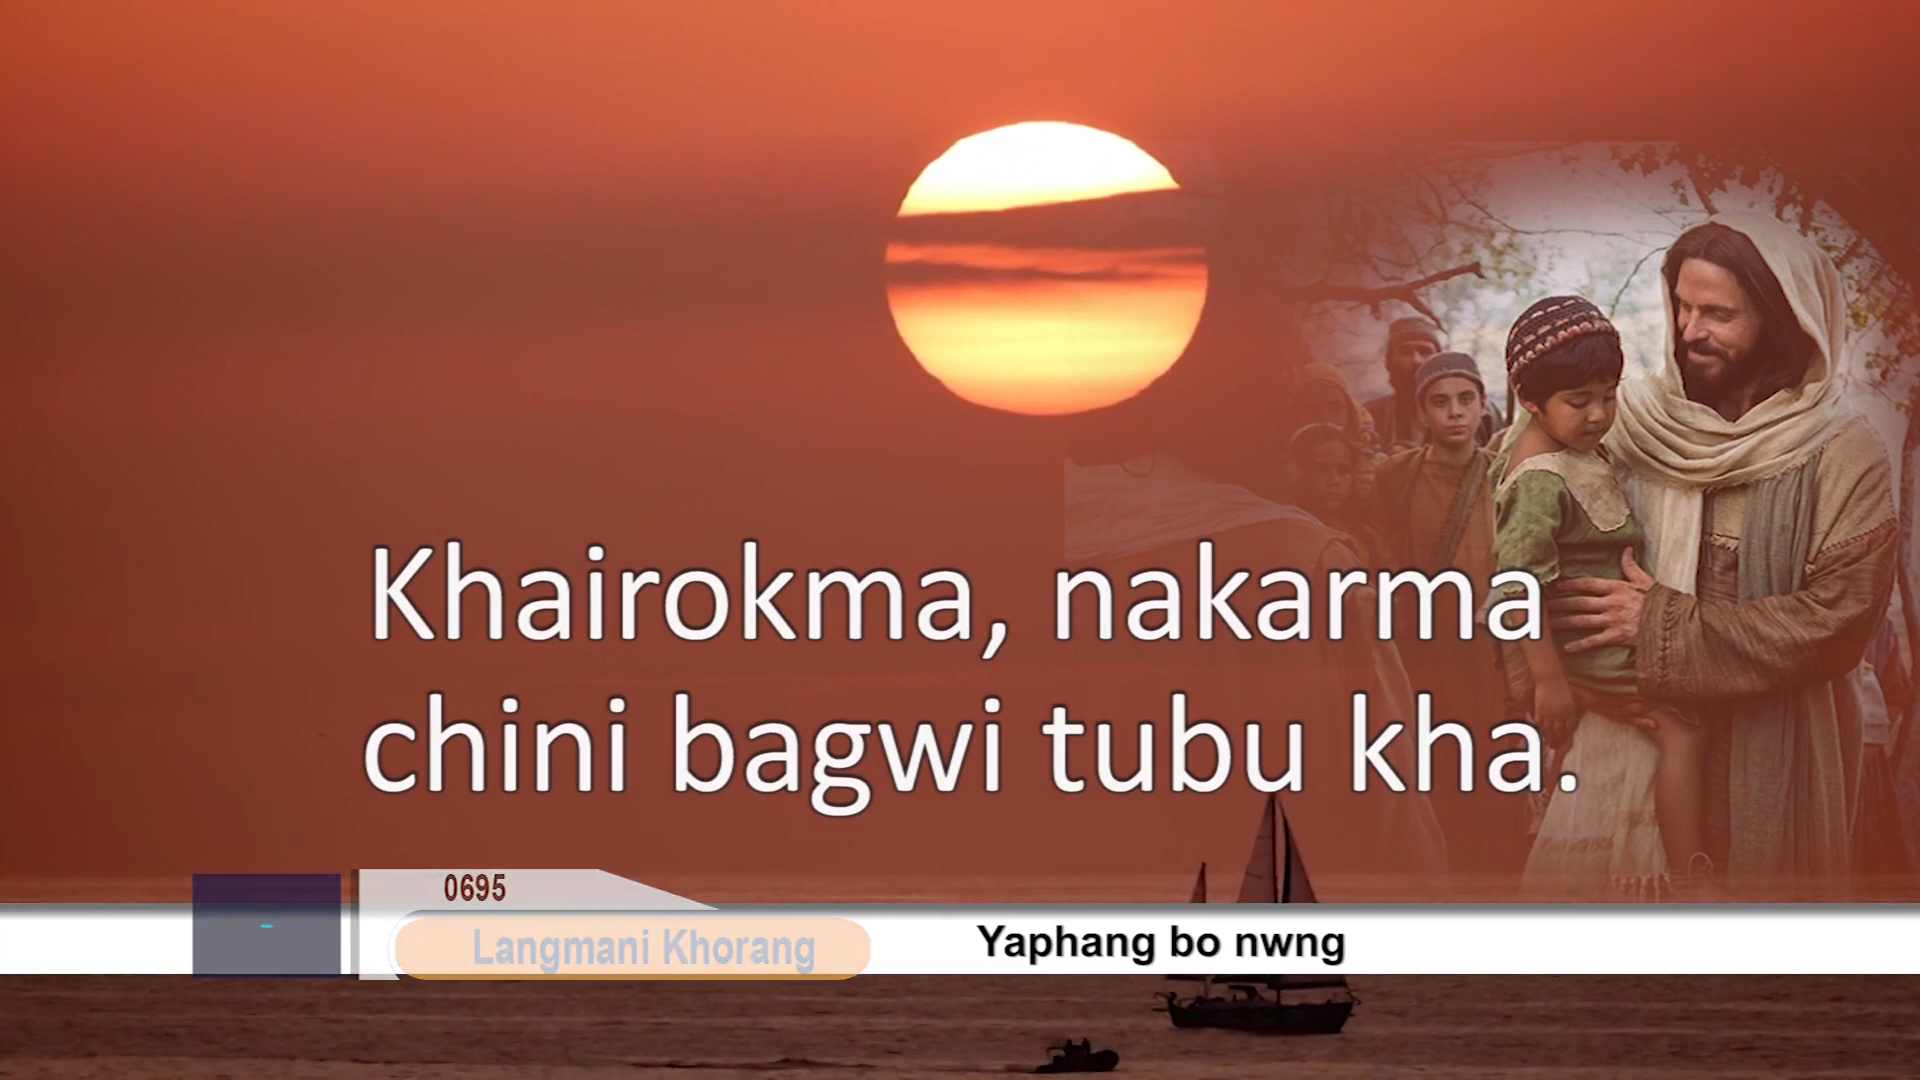 Khairokma, nakarma
chini bagwi tubu kha.
0695
Langmani Khorang
Yaphang bo nwng